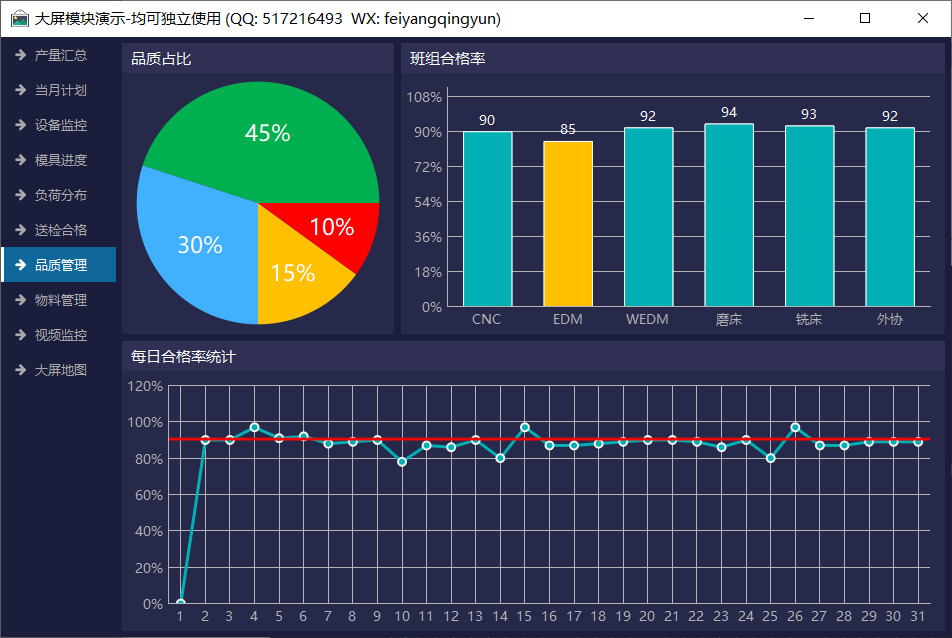 大屏模块演示-均可独立使用 (QQ: 517216493  WX: feiyangqingyun)
产量汇总
当月计划
设备监控
模具进度
负荷分布
送检合格
品质管理
物料管理
视频监控
大屏地图
品质占比
45%
10%
30%
15%
班组合格率
108%
90%
72%
54%
36%
18%
0%
90
85
92
94
93
92
CNC EDM WEDM 磨床 铣床 外协
每日合格率统计
120%
100%
80%
60%
40%
20%
0%
1 2 3 4 5 6 7 8 9 10 11 12 13 14 15 16 17 18 19 20 21 22 23 24 25 26 27 28 29 30 31